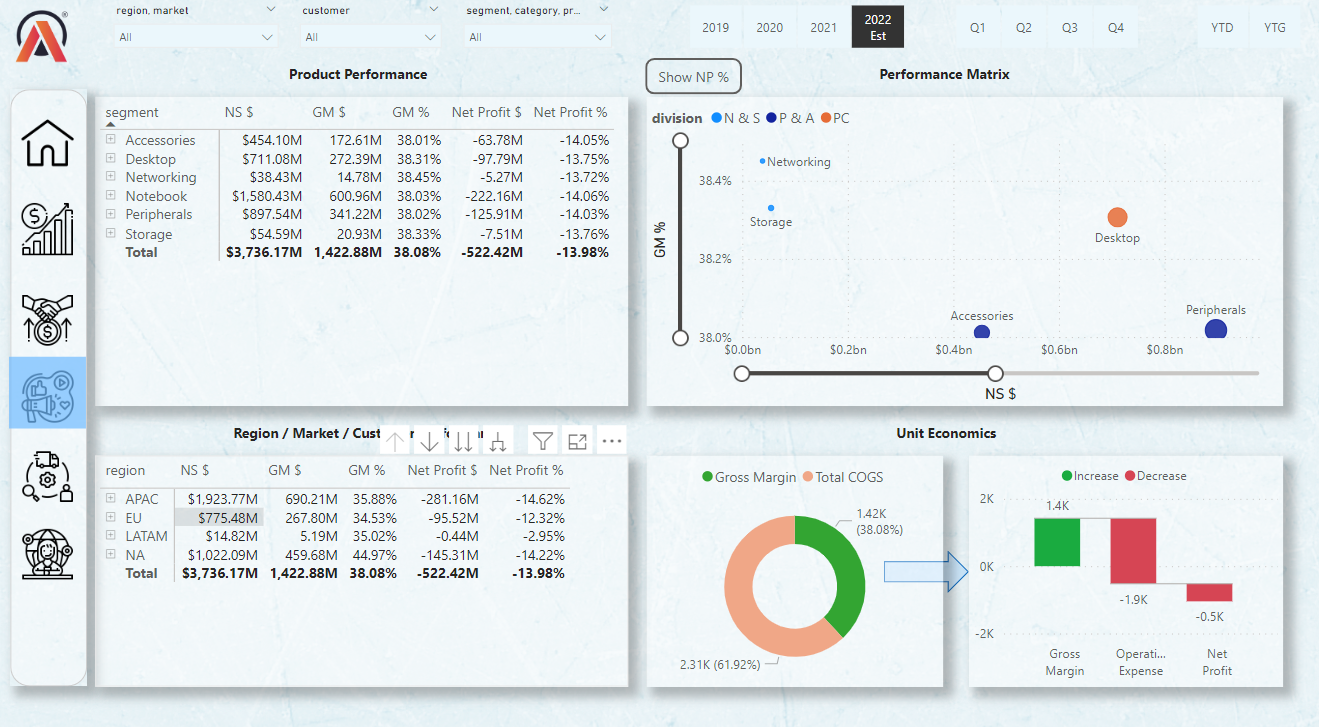 region, market
customer
segment, category, pr...
All
All
All
2019
2020
2021
2022
Est
Q1
Q2
Q3
Q4
YTD
YTG
Product Performance
segment NS $ GM $ GM % Net Profit $ Net Profit %
Accessories $454.10M 172.61M 38.01% -63.78M -14.05%
Desktop $711.08M 272.39M 38.31% -97.79M -13.75%
Networking $38.43M 14.78M 38.45% -5.27M -13.72%
Notebook $1,580.43M 600.96M 38.03% -222.16M -14.06%
Peripherals $897.54M 341.22M 38.02% -125.91M -14.03%
Storage $54.59M 20.93M 38.33% -7.51M -13.76%
Total $3,736.17M 1,422.88M 38.08% -522.42M -13.98%
Show NP %
Performance Matrix
division N & S P & A PC
GM %
38.4%
38.2%
38.0%
Networking
Storage
Desktop
Accessories
Peripherals
$0.0bn $0.2bn $0.4bn $0.6bn $0.8bn
NS $
Region / Market / Cust
region NS $ GM $ GM % Net Profit $ Net Profit %
APAC $1,923.77M 690.21M 35.88% -281.16M -14.62%
EU $775.48M 267.80M 34.53% -95.52M -12.32%
LATAM $14.82M 5.19M 35.02% -0.44M -2.95%
NA $1,022.09M 459.68M 44.97% -145.31M -14.22%
Total $3,736.17M 1,422.88M 38.08% -522.42M -13.98%
Unit Economics
Gross Margin Total COGS
1.42K
(38.08%)
2.31K (61.92%)
Increase Decrease
2K
0K
-2K
1.4K
-1.9K
-0.5K
Gross
Margin
Operati...
Expense
Net
Profit